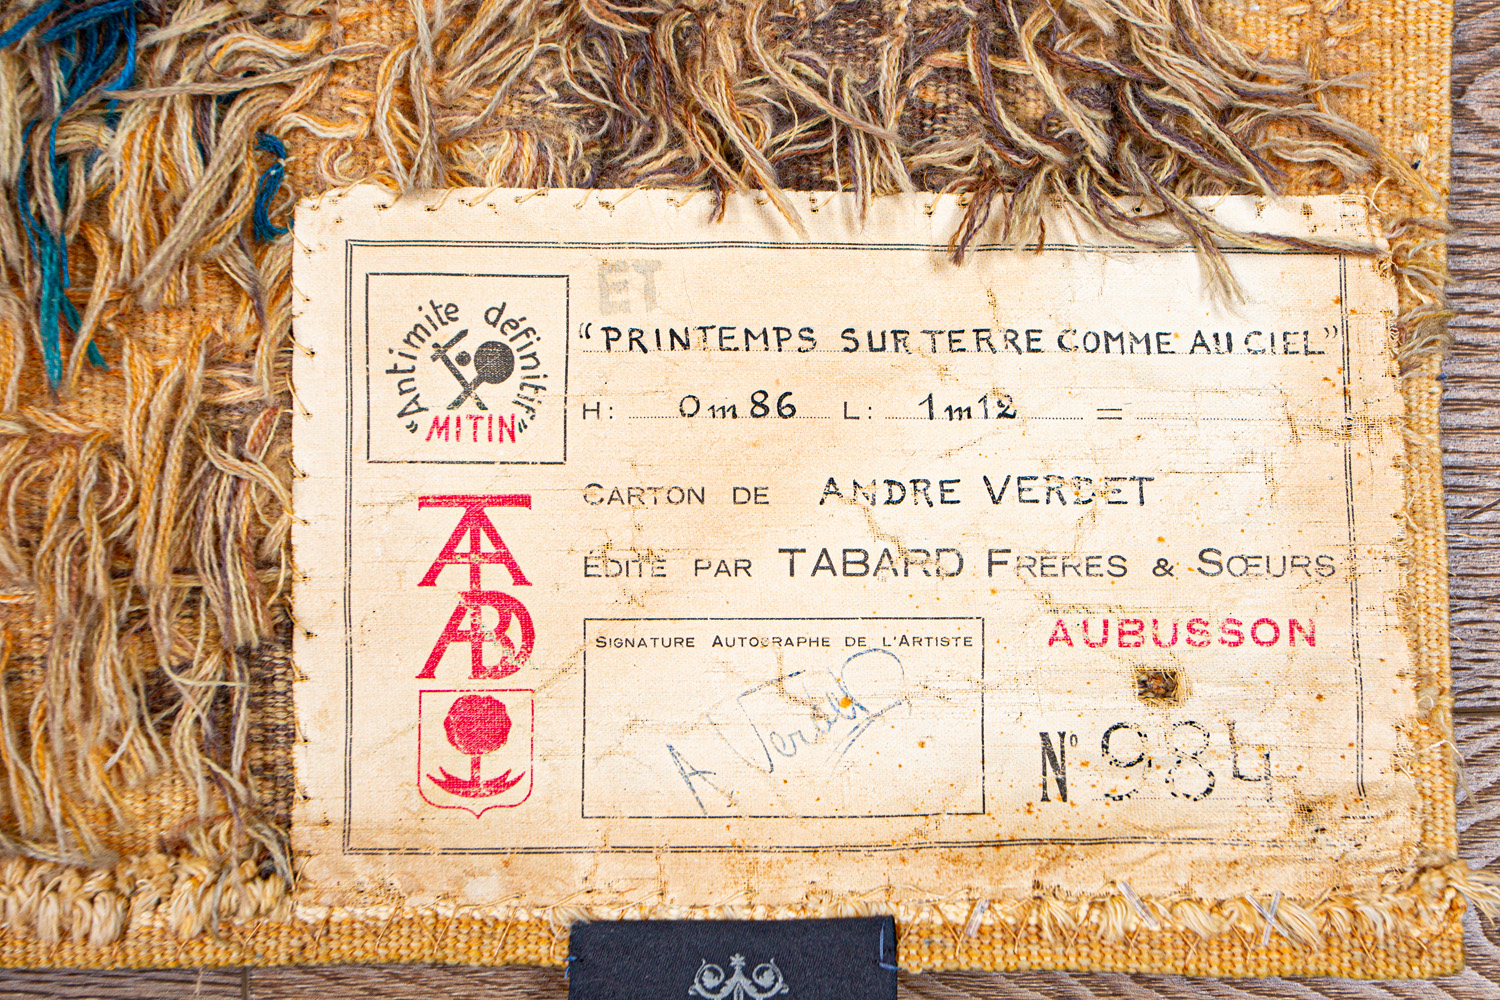 ET
"PRINTEMPS SUR TERRE COMME AU CIEL"
"Antimite définitif"
MITIN
H: 0m86 L: 1m12 =
CARTON DE ANDRE VERDET
ÉDITÉ PAR TABARD FRÈRES & SŒURS
AUBUSSON
TABARD
SIGNATURE AUTOGRAPHE DE L'ARTISTE
A Verdet
N° 984